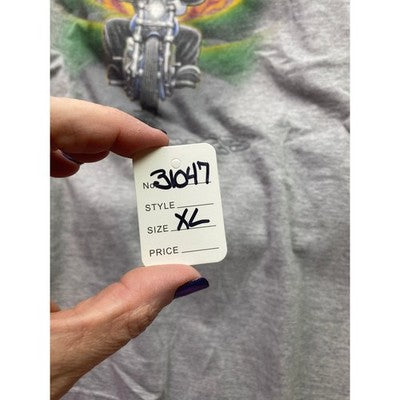 No. 31047
STYLE
SIZE XL
PRICE